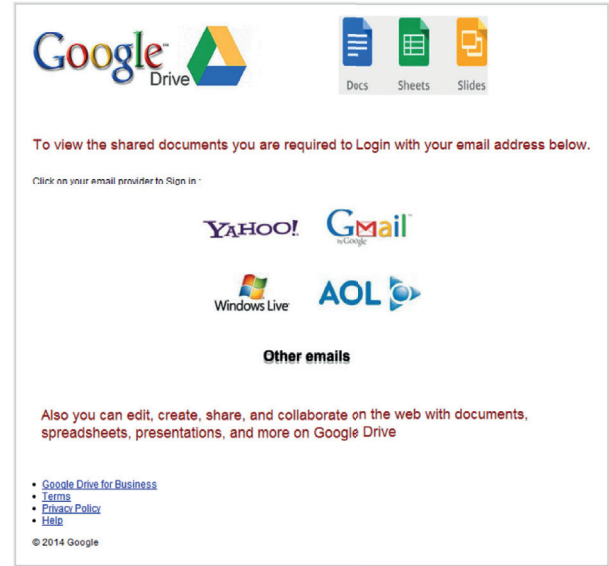 Google Drive
Docs Sheets Slides
To view the shared documents you are required to Login with your email address below.
Click on your email provider to Sign in :
YAHOO! Gmail
by Google
Windows Live AOL
Other emails
Also you can edit, create, share, and collaborate on the web with documents,
spreadsheets, presentations, and more on Google Drive
Google Drive for Business
Terms
Privacy Policy
Help
© 2014 Google